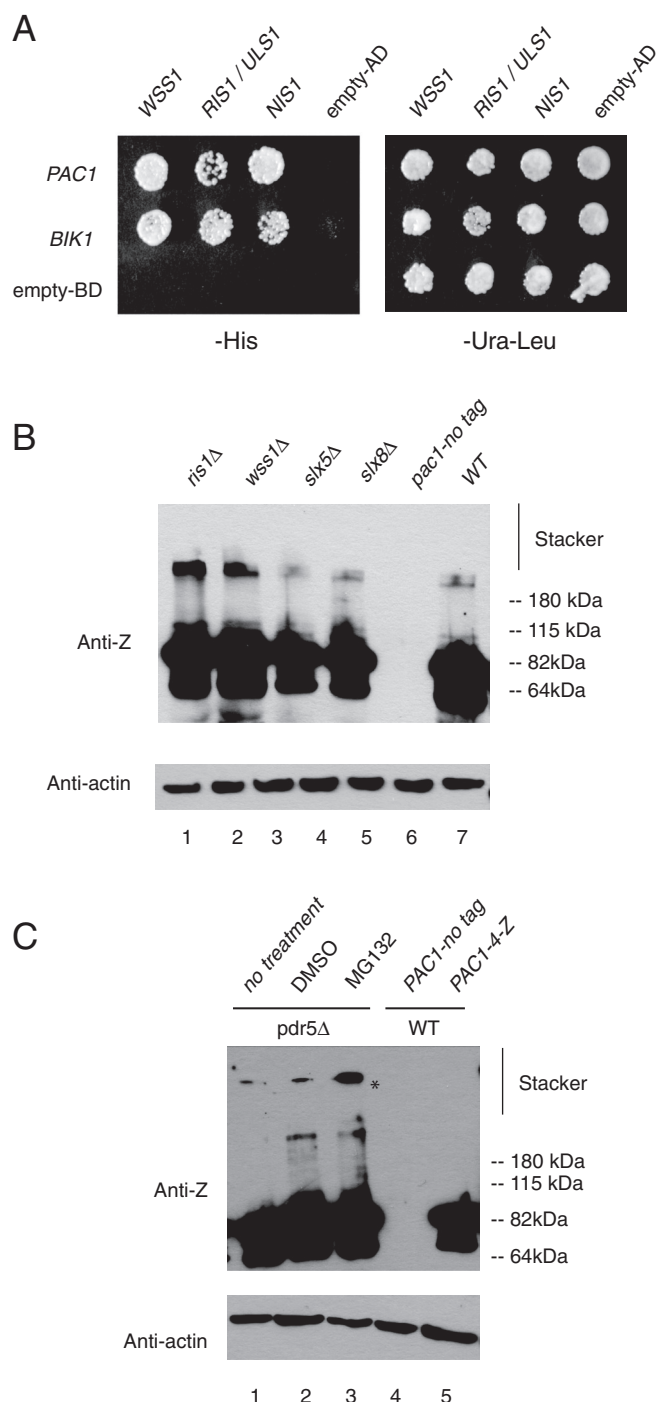 A
WSS1 RIS1 / ULS1 NIS1 empty-AD WSS1 RIS1 / ULS1 NIS1 empty-AD
PAC1
BIK1
empty-BD
-His -Ura-Leu
B
ris1Δ wss1Δ slx5Δ slx8Δ pac1-no tag WT
Stacker
-- 180 kDa
-- 115 kDa
Anti-Z
-- 82kDa
-- 64kDa
Anti-actin
1 2 3 4 5 6 7
C
no treatment DMSO MG132 PAC1-no tag PAC1-4-Z
pdr5Δ WT
Stacker
*
-- 180 kDa
-- 115 kDa
Anti-Z
-- 82kDa
-- 64kDa
Anti-actin
1 2 3 4 5